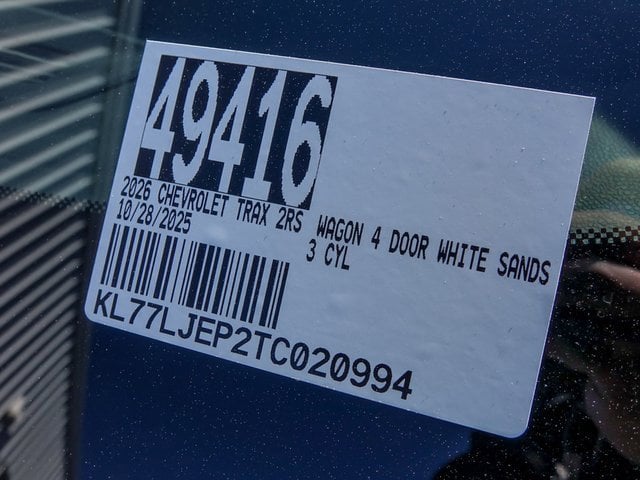 49416
2026 CHEVROLET TRAX 2RS WAGON 4 DOOR WHITE SANDS
10/28/2025 3 CYL
KL77LJEP2TC020994